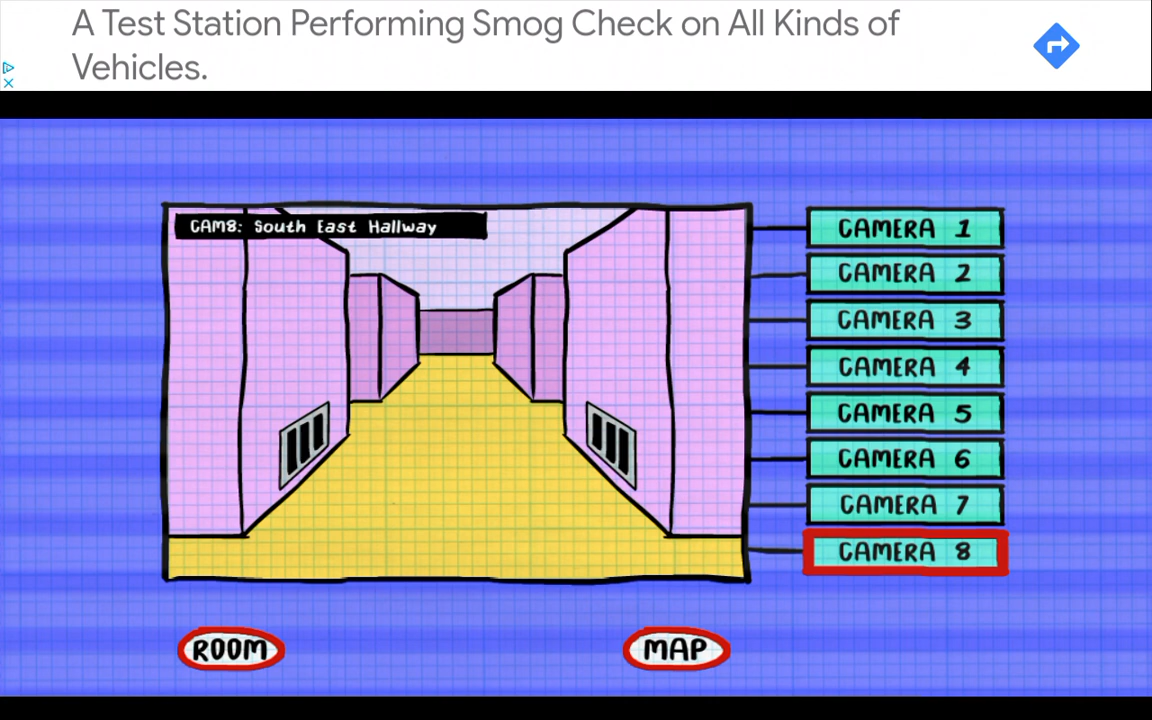 A Test Station Performing Smog Check on All Kinds of
Vehicles.
CAM8: South East Hallway
CAMERA 1
CAMERA 2
CAMERA 3
CAMERA 4
CAMERA 5
CAMERA 6
CAMERA 7
CAMERA 8
ROOM
MAP